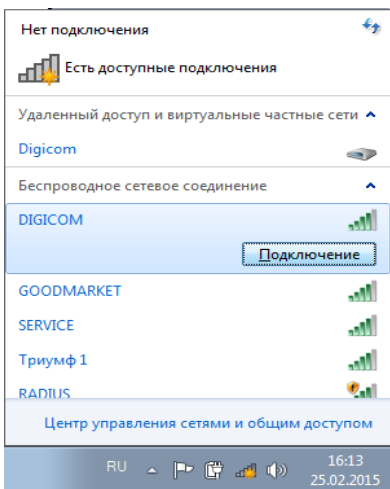 Нет подключения
Есть доступные подключения
Удаленный доступ и виртуальные частные сети
Digicom
Беспроводное сетевое соединение
DIGICOM
Подключение
GOODMARKET
SERVICE
Триумф 1
RADIUS
Центр управления сетями и общим доступом
RU
16:13
25.02.2015